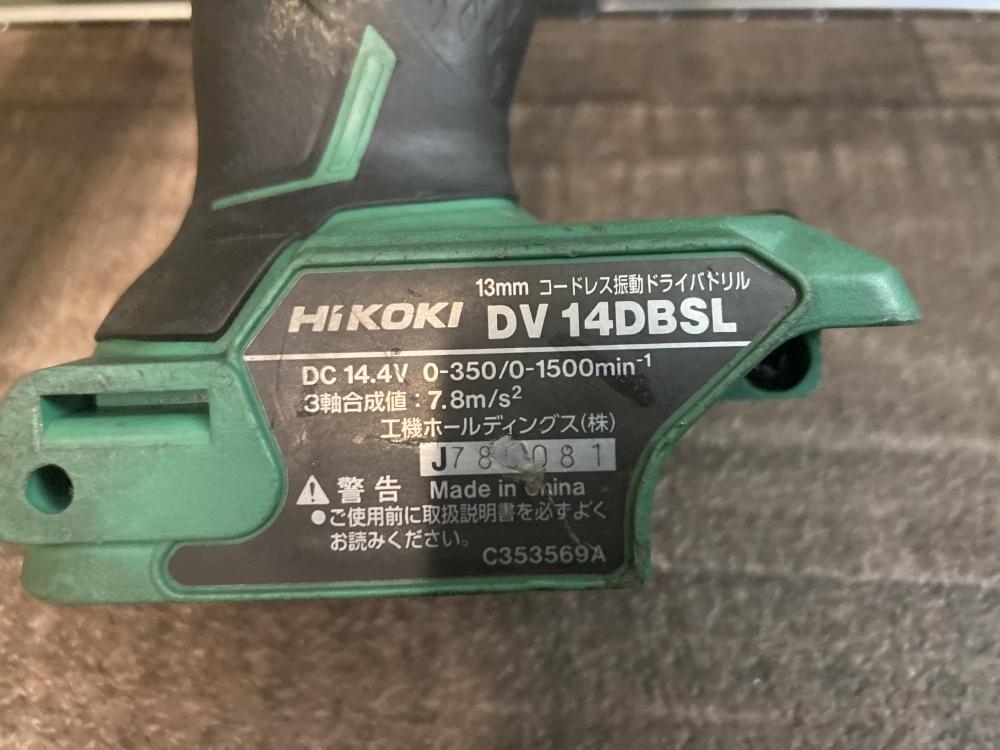 13mm コードレス振動ドライバドリル
HiKOKI DV 14DBSL
DC 14.4V 0-350/0-1500min-1
3軸合成値：7.8m/s2
工機ホールディングス(株)
警告 Made in China
●ご使用前に取扱説明書を必ずよく
お読みください。
C353569A